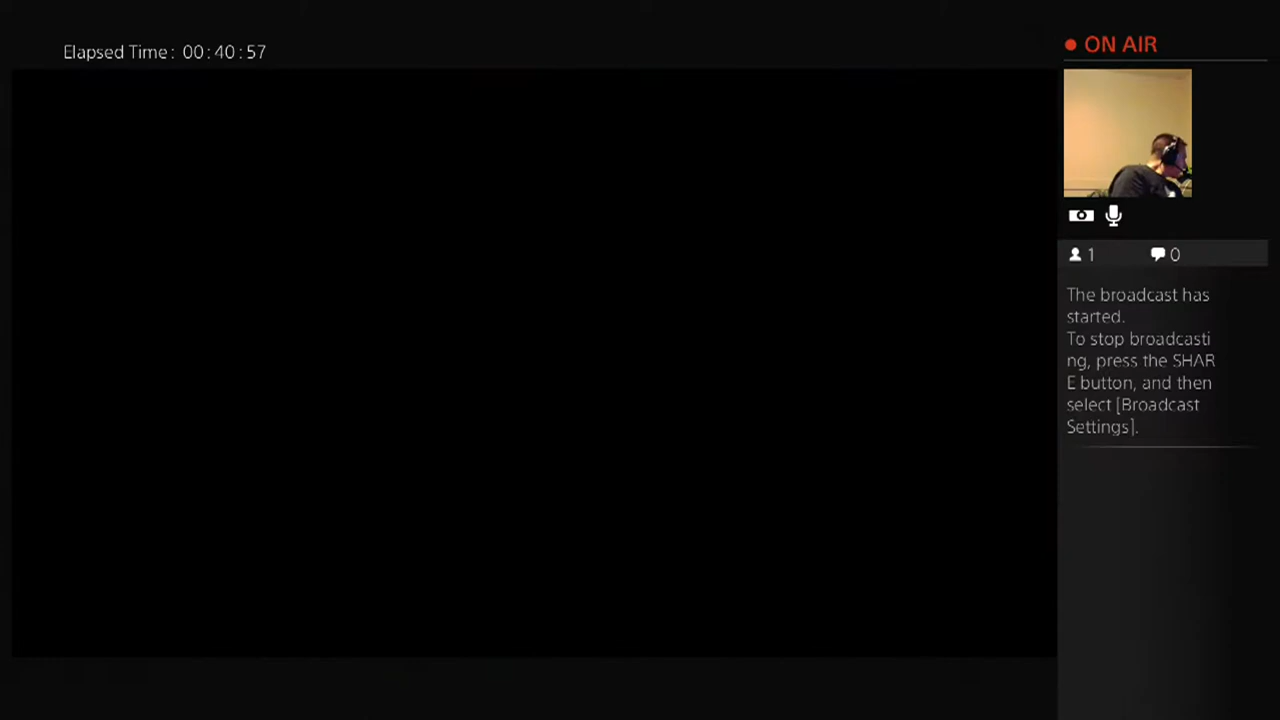 Elapsed Time: 00:40:57
ON AIR
1 0
The broadcast has
started.
To stop broadcasti
ng, press the SHAR
E button, and then
select [Broadcast
Settings].